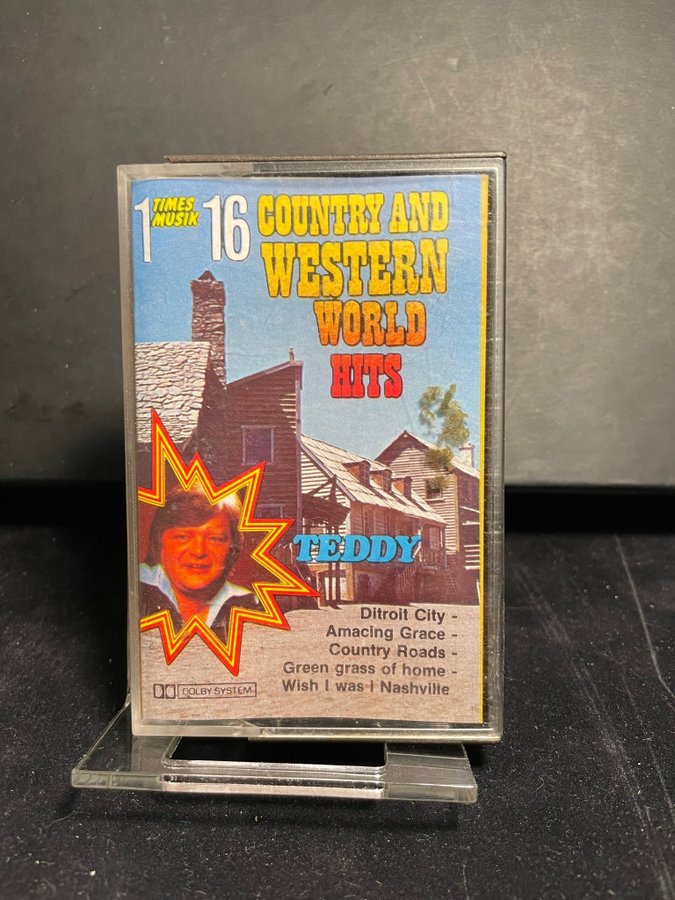 1 TIMES MUSIK 16
COUNTRY AND
WESTERN
WORLD
HITS
TEDDY
Ditroit City -
Amacing Grace -
Country Roads -
Green grass of home -
Wish I was i Nashville
DOLBY SYSTEM